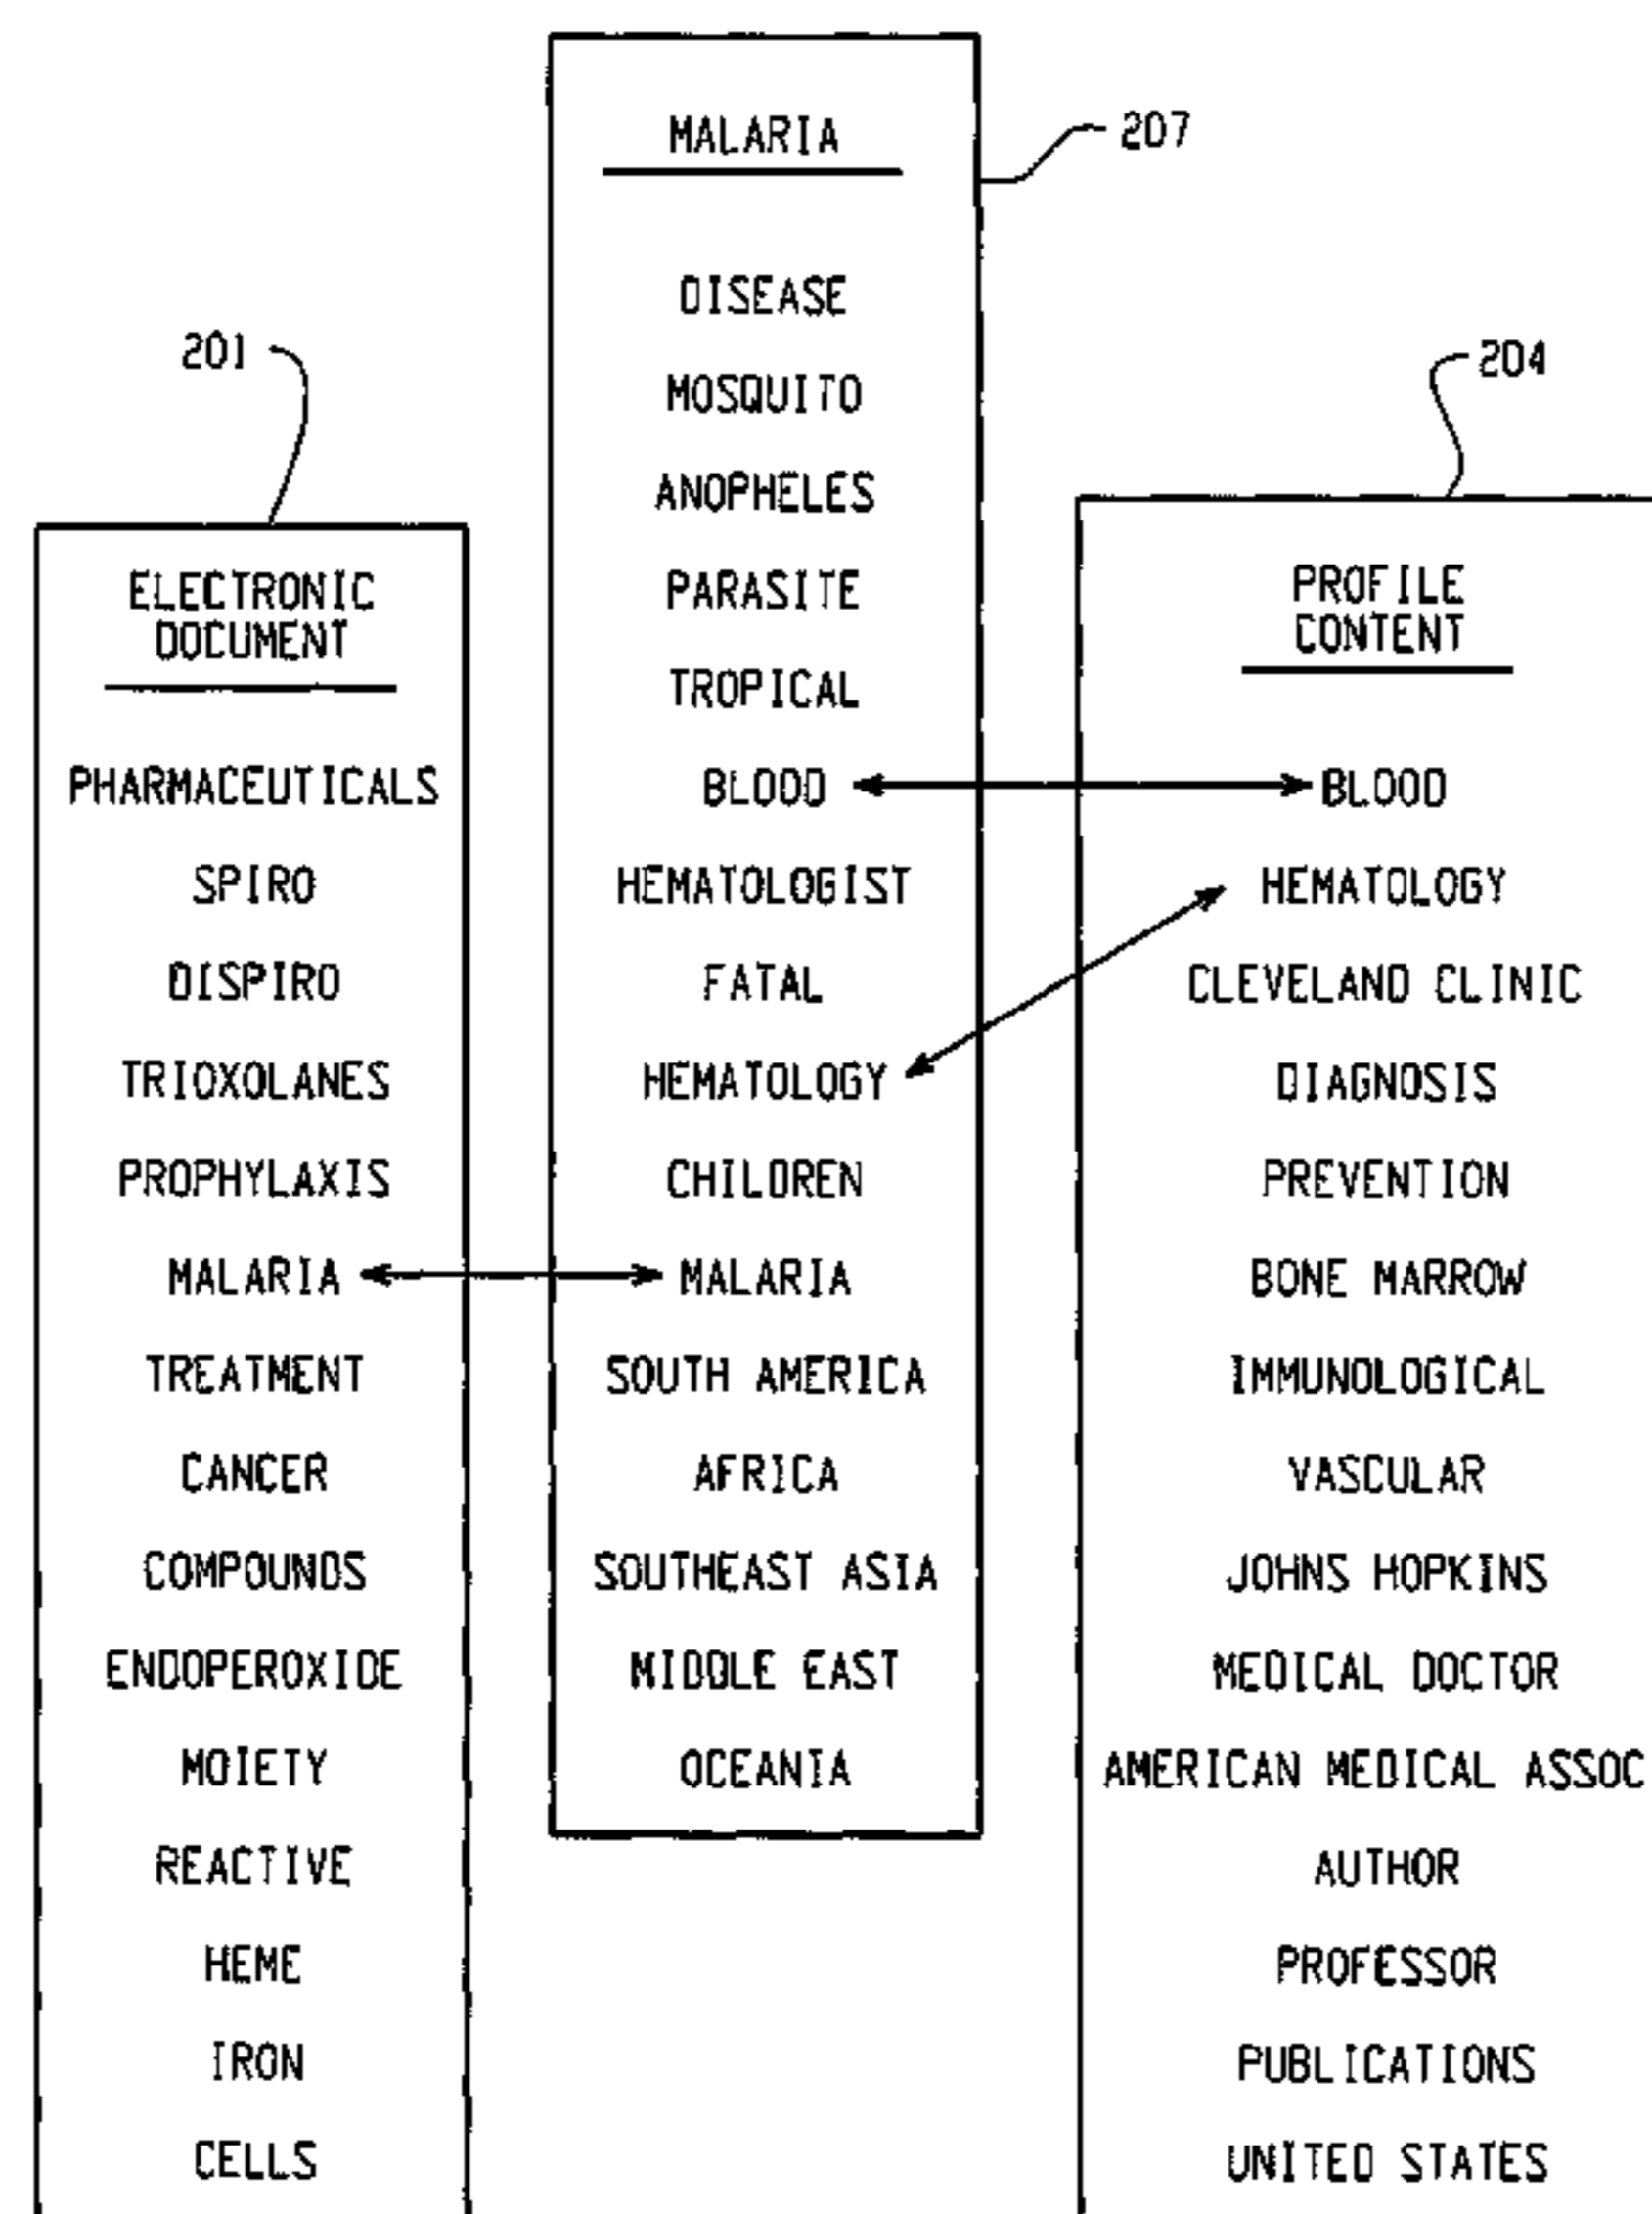 207
MALARIA
DISEASE
MOSQUITO
ANOPHELES
PARASITE
TROPICAL
BLOOD
HEMATOLOGIST
FATAL
HEMATOLOGY
CHILDREN
MALARIA
SOUTH AMERICA
AFRICA
SOUTHEAST ASIA
MIDDLE EAST
OCEANIA
201
ELECTRONIC
DOCUMENT
PHARMACEUTICALS
SPIRO
DISPIRO
TRIOXOLANES
PROPHYLAXIS
MALARIA
TREATMENT
CANCER
COMPOUNDS
ENDOPEROXIDE
MOIETY
REACTIVE
HEME
IRON
CELLS
204
PROFILE
CONTENT
BLOOD
HEMATOLOGY
CLEVELAND CLINIC
DIAGNOSIS
PREVENTION
BONE MARROW
IMMUNOLOGICAL
VASCULAR
JOHNS HOPKINS
MEDICAL DOCTOR
AMERICAN MEDICAL ASSOC
AUTHOR
PROFESSOR
PUBLICATIONS
UNITED STATES